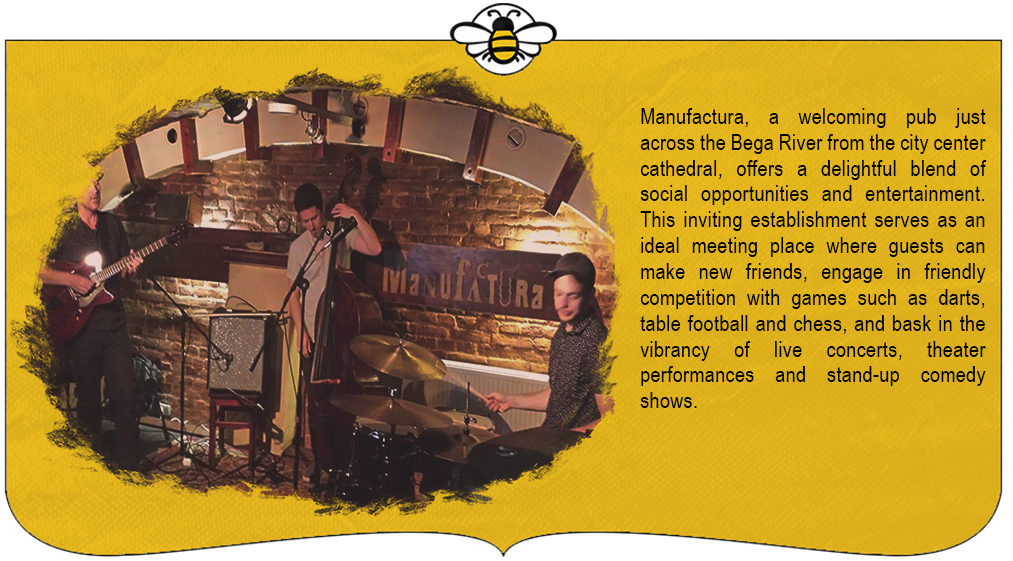 MaNUfaCTURa
Manufactura, a welcoming pub just
across the Bega River from the city center
cathedral, offers a delightful blend of
social opportunities and entertainment.
This inviting establishment serves as an
ideal meeting place where guests can
make new friends, engage in friendly
competition with games such as darts,
table football and chess, and bask in the
vibrancy of live concerts, theater
performances and stand-up comedy
shows.